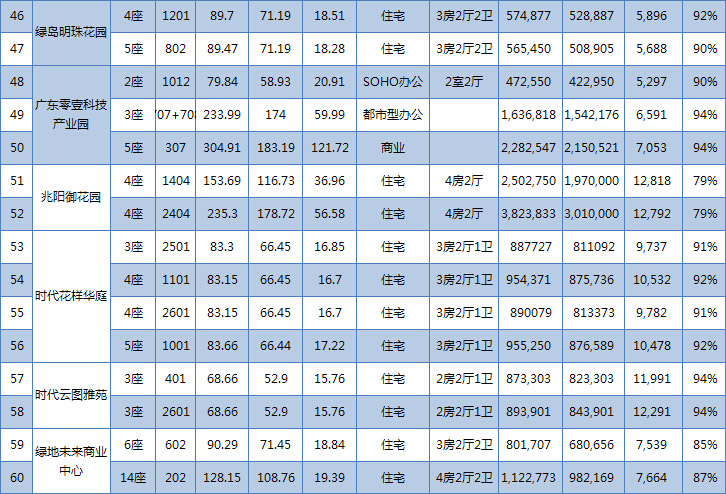 46 绿岛明珠花园 4座 1201 89.7 71.19 18.51 住宅 3房2厅2卫 574,877 528,887 5,896 92%
47 5座 802 89.47 71.19 18.28 住宅 3房2厅2卫 565,450 508,905 5,688 90%
48 广东零壹科技产业园 2座 1012 79.84 58.93 20.91 SOHO办公 2室2厅 472,550 422,950 5,297 90%
49 3座 707+708 233.99 174 59.99 都市型办公 1,636,818 1,542,176 6,591 94%
50 5座 307 304.91 183.19 121.72 商业 2,282,547 2,150,521 7,053 94%
51 兆阳御花园 4座 1404 153.69 116.73 36.96 住宅 4房2厅 2,502,750 1,970,000 12,818 79%
52 4座 2404 235.3 178.72 56.58 住宅 4房2厅 3,823,833 3,010,000 12,792 79%
53 时代花样华庭 3座 2501 83.3 66.45 16.85 住宅 3房2厅1卫 887727 811092 9,737 91%
54 4座 1101 83.15 66.45 16.7 住宅 3房2厅1卫 954,371 875,736 10,532 92%
55 4座 2601 83.15 66.45 16.7 住宅 3房2厅1卫 890079 813373 9,782 91%
56 5座 1001 83.66 66.44 17.22 住宅 3房2厅1卫 955,250 876,589 10,478 92%
57 时代云图雅苑 3座 401 68.66 52.9 15.76 住宅 2房2厅1卫 873,303 823,303 11,991 94%
58 3座 2601 68.66 52.9 15.76 住宅 2房2厅1卫 893,901 843,901 12,291 94%
59 绿地未来商业中心 6座 602 90.29 71.45 18.84 住宅 3房2厅2卫 801,707 680,656 7,539 85%
60 14座 202 128.15 108.76 19.39 住宅 4房2厅2卫 1,122,773 982,169 7,664 87%